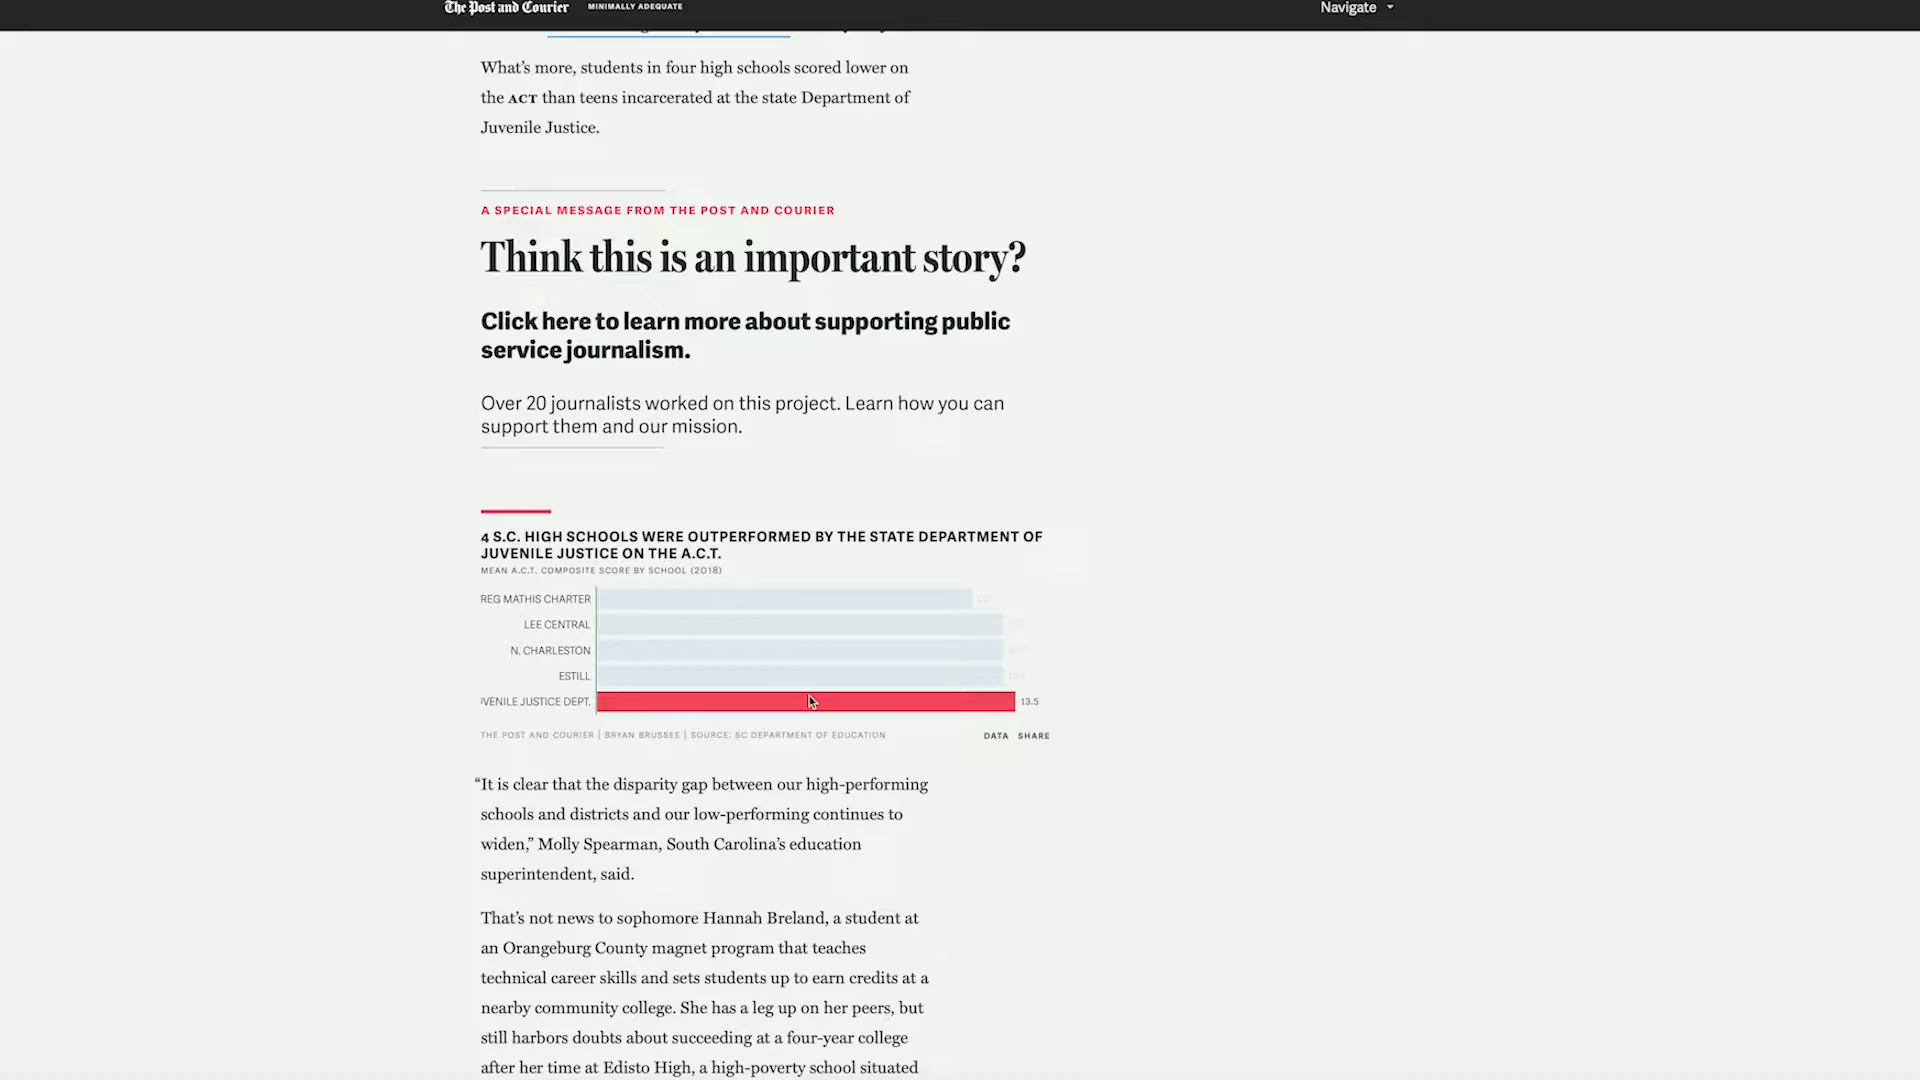 The Post and Courier MINIMALLY ADEQUATE Navigate
What's more, students in four high schools scored lower on
the ACT than teens incarcerated at the state Department of
Juvenile Justice.
A SPECIAL MESSAGE FROM THE POST AND COURIER
Think this is an important story?
Click here to learn more about supporting public
service journalism.
Over 20 journalists worked on this project. Learn how you can
support them and our mission.
4 S.C. HIGH SCHOOLS WERE OUTPERFORMED BY THE STATE DEPARTMENT OF
JUVENILE JUSTICE ON THE A.C.T.
MEAN A.C.T. COMPOSITE SCORE BY SCHOOL (2018)
REG MATHIS CHARTER
LEE CENTRAL
N. CHARLESTON
ESTILL
VENILE JUSTICE DEPT. 13.5
THE POST AND COURIER | BRYAN BRUSSEE | SOURCE: SC DEPARTMENT OF EDUCATION DATA SHARE
“It is clear that the disparity gap between our high-performing
schools and districts and our low-performing continues to
widen,” Molly Spearman, South Carolina's education
superintendent, said.
That's not news to sophomore Hannah Breland, a student at
an Orangeburg County magnet program that teaches
technical career skills and sets students up to earn credits at a
nearby community college. She has a leg up on her peers, but
still harbors doubts about succeeding at a four-year college
after her time at Edisto High, a high-poverty school situated